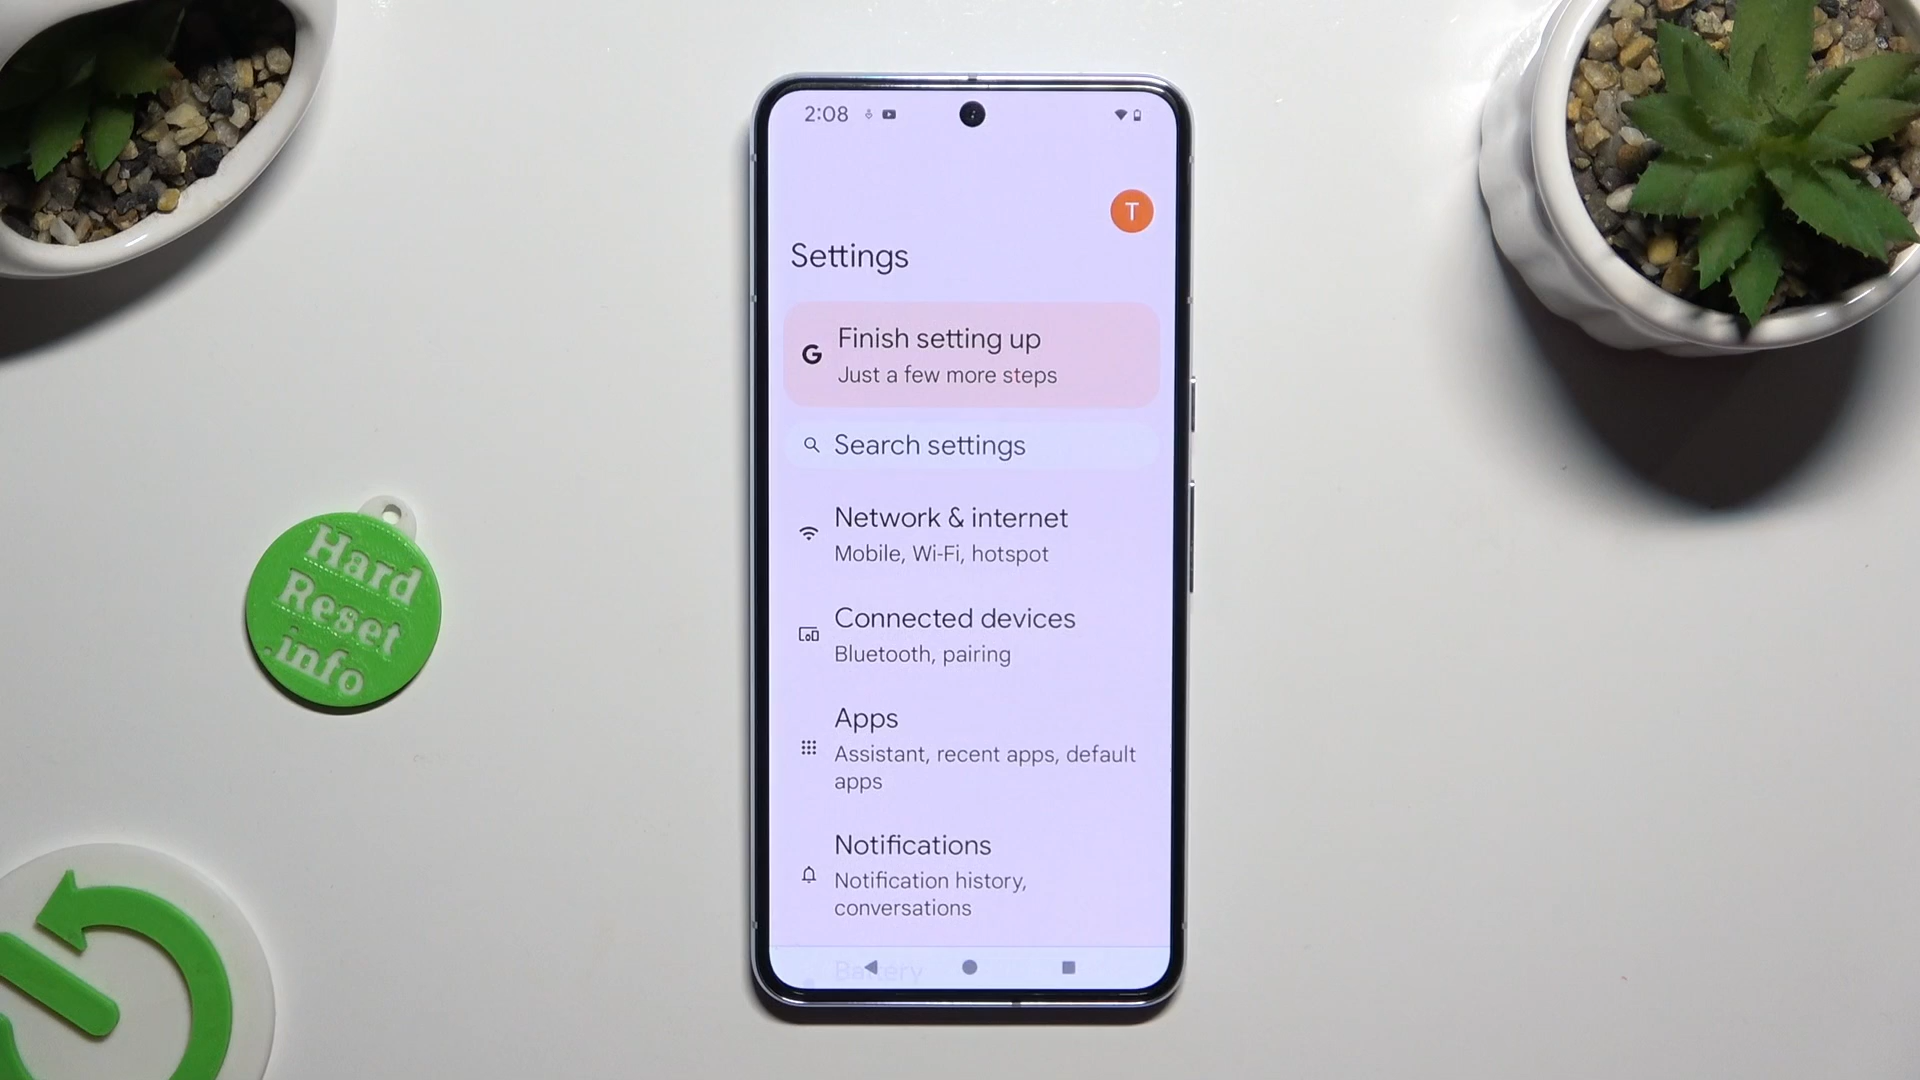 2:08
T
Settings
G
Finish setting up
Just a few more steps
Search settings
Network & internet
Mobile, Wi-Fi, hotspot
Connected devices
Bluetooth, pairing
Apps
Assistant, recent apps, default
apps
Notifications
Notification history,
conversations
Battery
Hard
Reset
.info